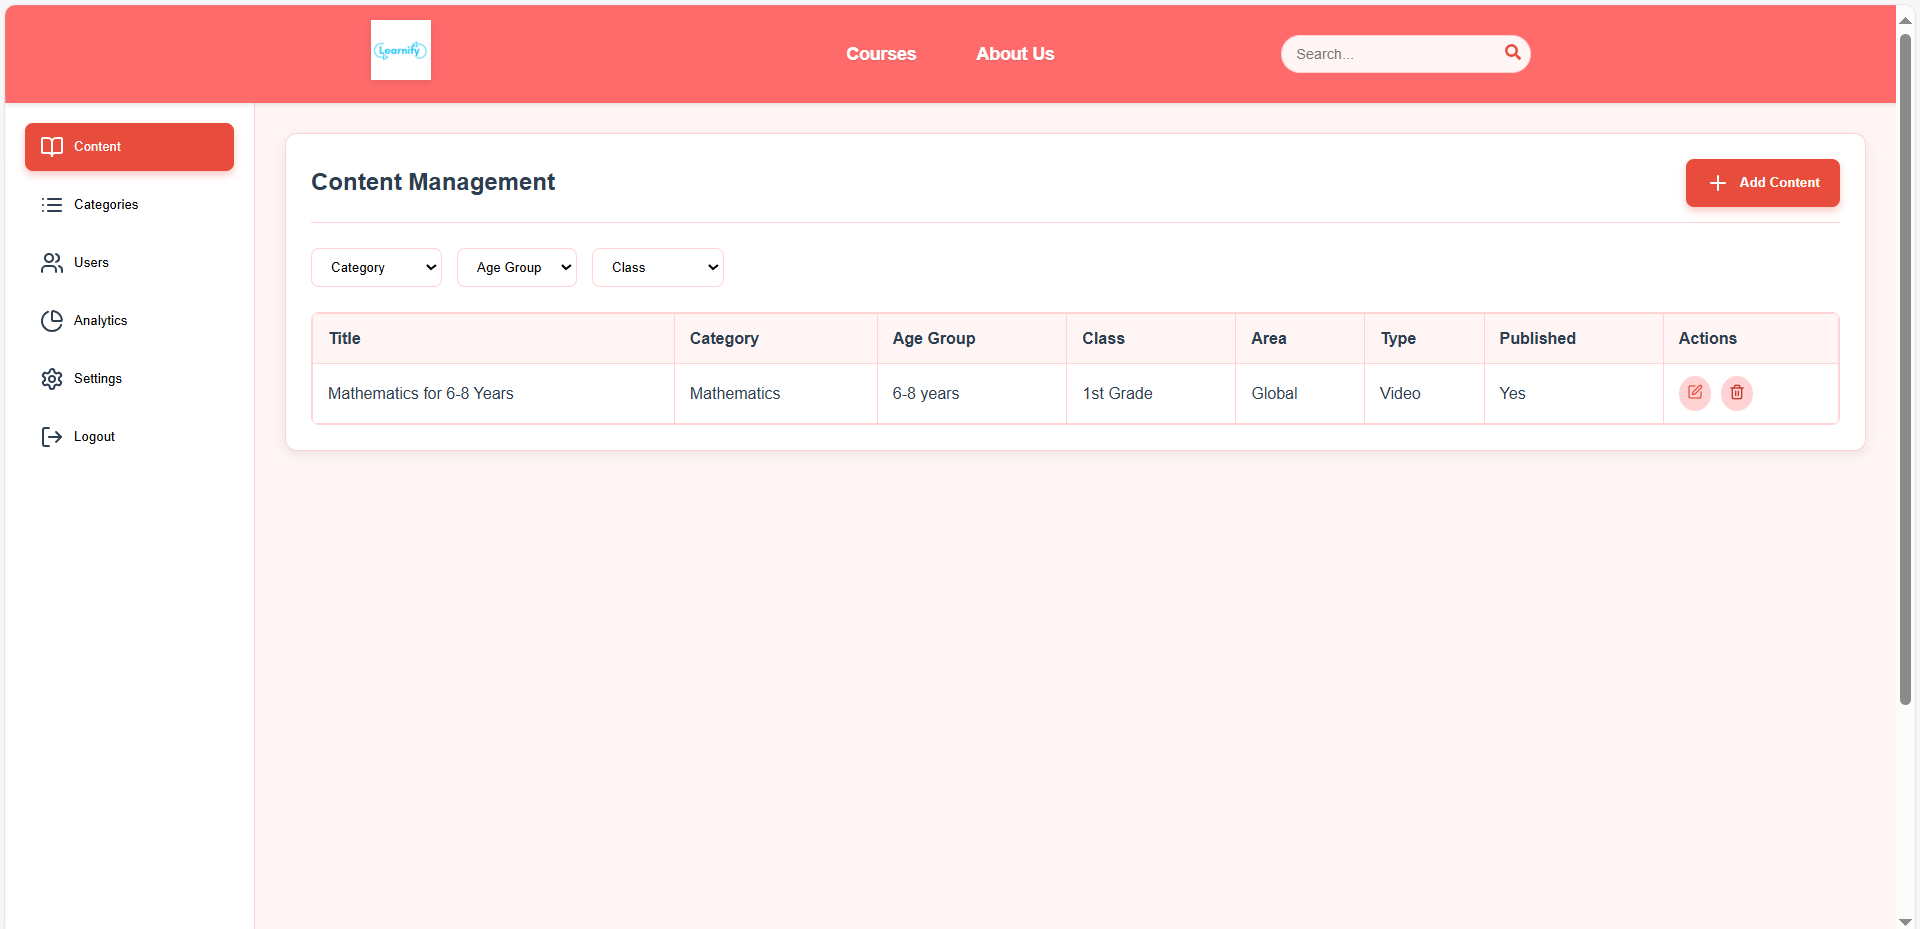 Learnify
Courses
About Us
Search...
Content
Categories
Users
Analytics
Settings
Logout
Content Management
Add Content
Category
Age Group
Class
Title Category Age Group Class Area Type Published Actions
Mathematics for 6-8 Years Mathematics 6-8 years 1st Grade Global Video Yes